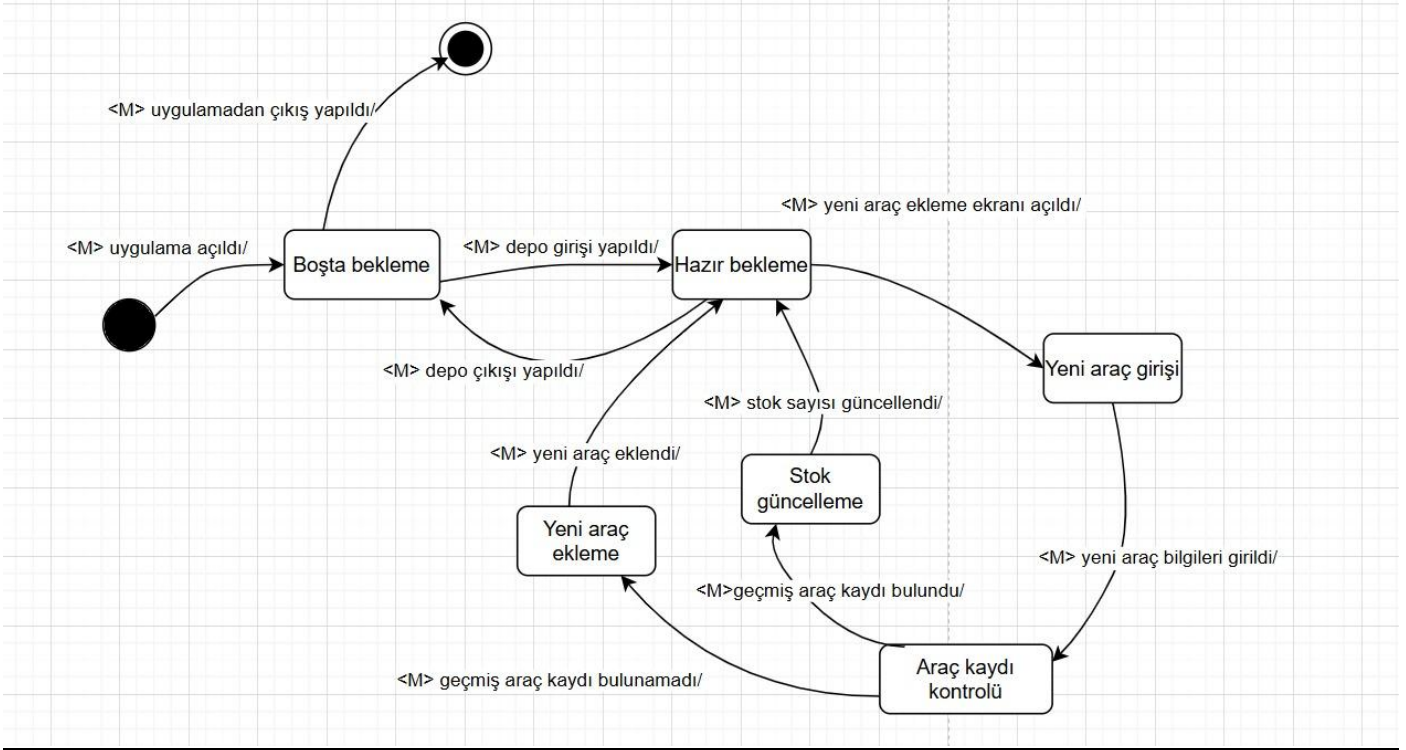 <M> uygulamadan çıkış yapıldı/
<M> yeni araç ekleme ekranı açıldı/
<M> uygulama açıldı/
<M> depo girişi yapıldı/
Boşta bekleme
Hazır bekleme
<M> depo çıkışı yapıldı/
Yeni araç girişi
<M> stok sayısı güncellendi/
<M> yeni araç eklendi/
Stok
güncelleme
Yeni araç
ekleme
<M> yeni araç bilgileri girildi/
<M>geçmiş araç kaydı bulundu/
<M> geçmiş araç kaydı bulunamadı/
Araç kaydı
kontrolü